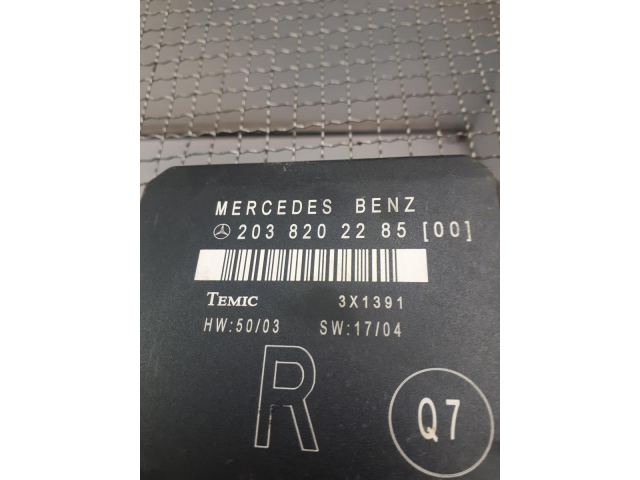 MERCEDES BENZ
203 820 22 85 [00]
TEMIC 3X1391
HW:50/03 SW:17/04
R
Q7